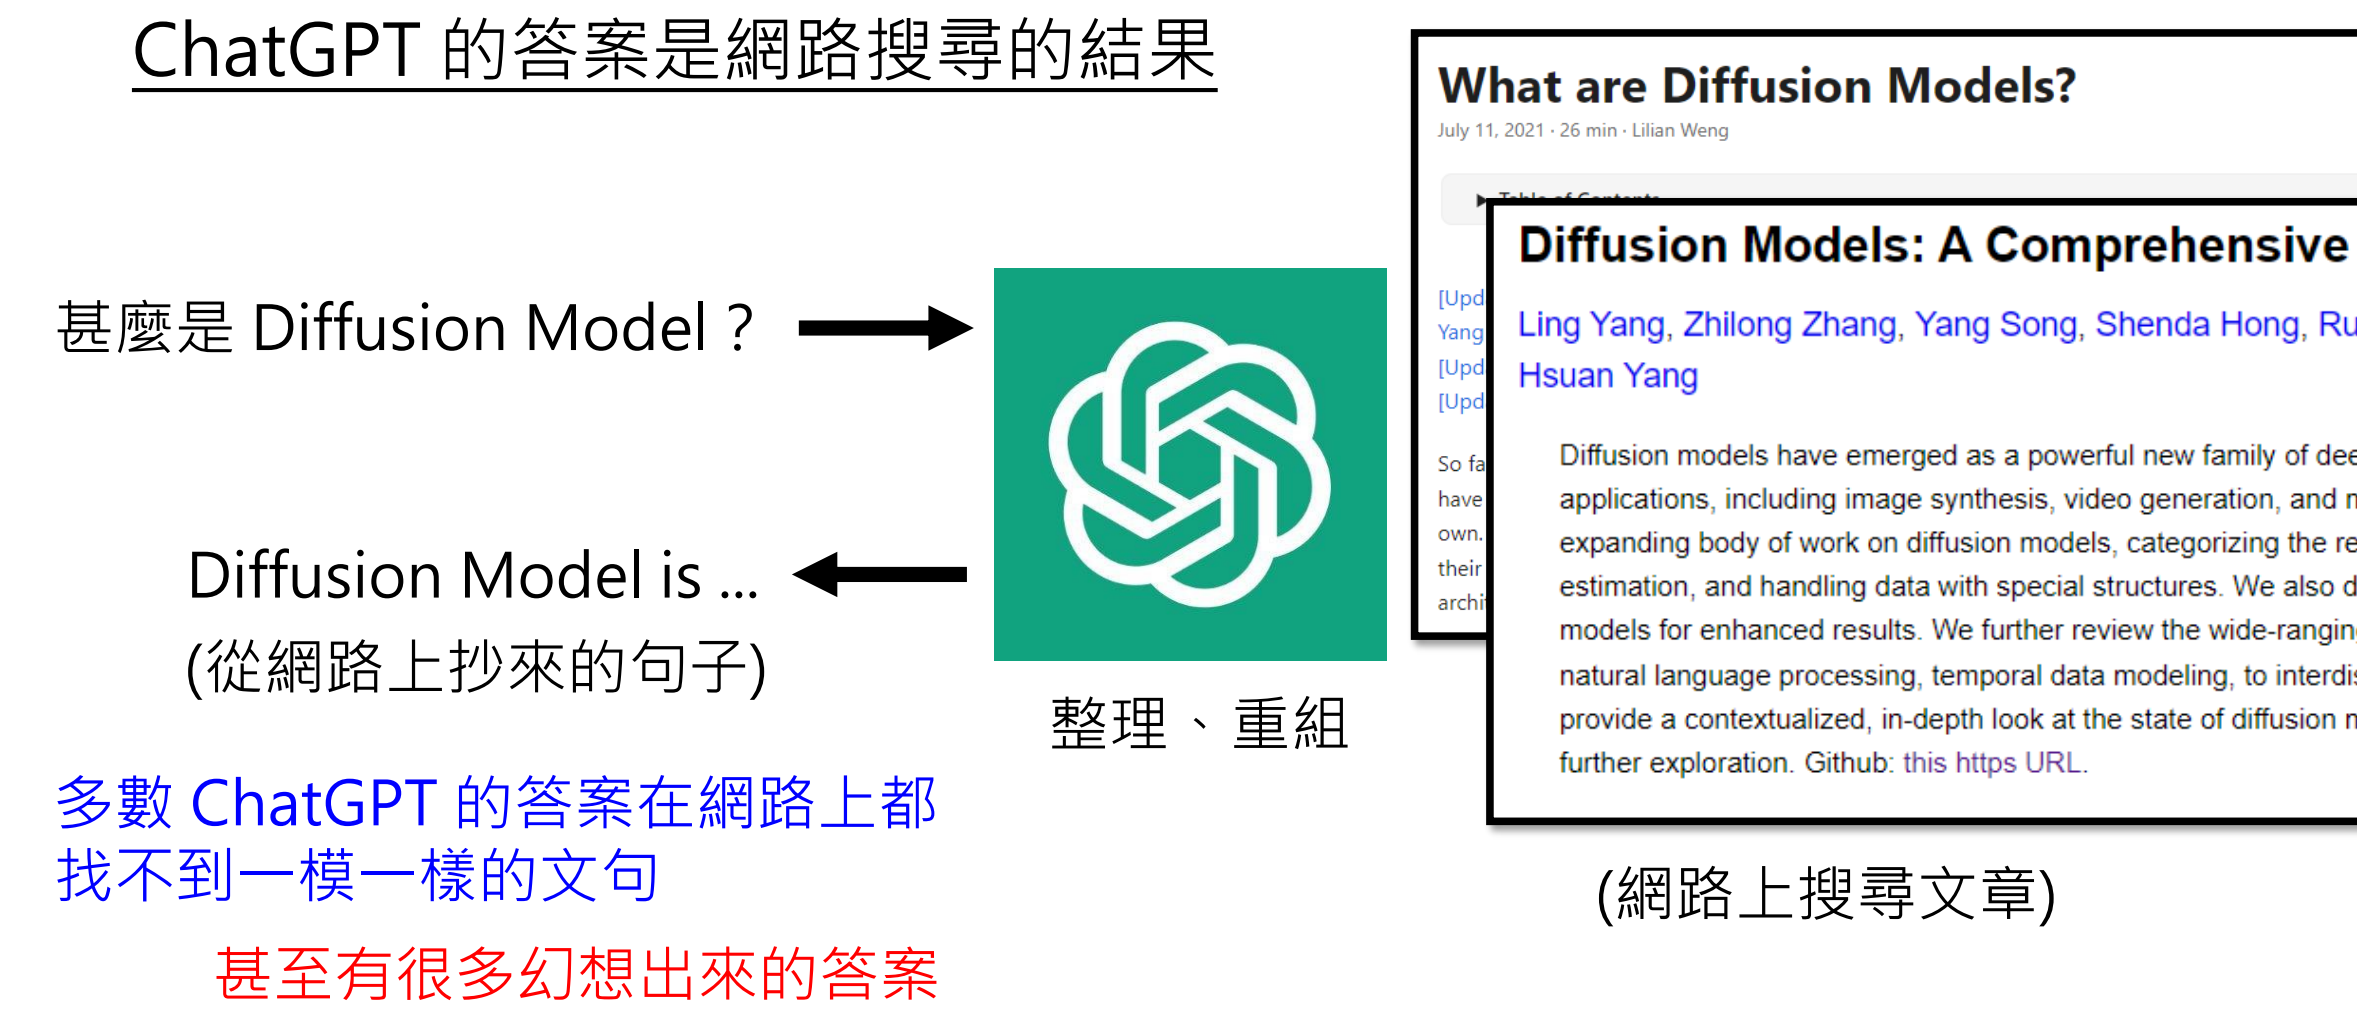 ChatGPT 的答案是網路搜尋的結果
甚麼是 Diffusion Model？
Diffusion Model is ...
(從網路上抄來的句子)
整理、重組
多數 ChatGPT 的答案在網路上都
找不到一模一樣的文句
甚至有很多幻想出來的答案
What are Diffusion Models?
July 11, 2021 · 26 min · Lilian Weng
Table of Contents
[Upd
Yang
[Upd
[Upd
So fa
have
own.
their
archi
Diffusion Models: A Comprehensive
Ling Yang, Zhilong Zhang, Yang Song, Shenda Hong, Ru
Hsuan Yang
Diffusion models have emerged as a powerful new family of dee
applications, including image synthesis, video generation, and
expanding body of work on diffusion models, categorizing the re
estimation, and handling data with special structures. We also d
models for enhanced results. We further review the wide-ranging
natural language processing, temporal data modeling, to interdis
provide a contextualized, in-depth look at the state of diffusion
further exploration. Github: this https URL.
(網路上搜尋文章)